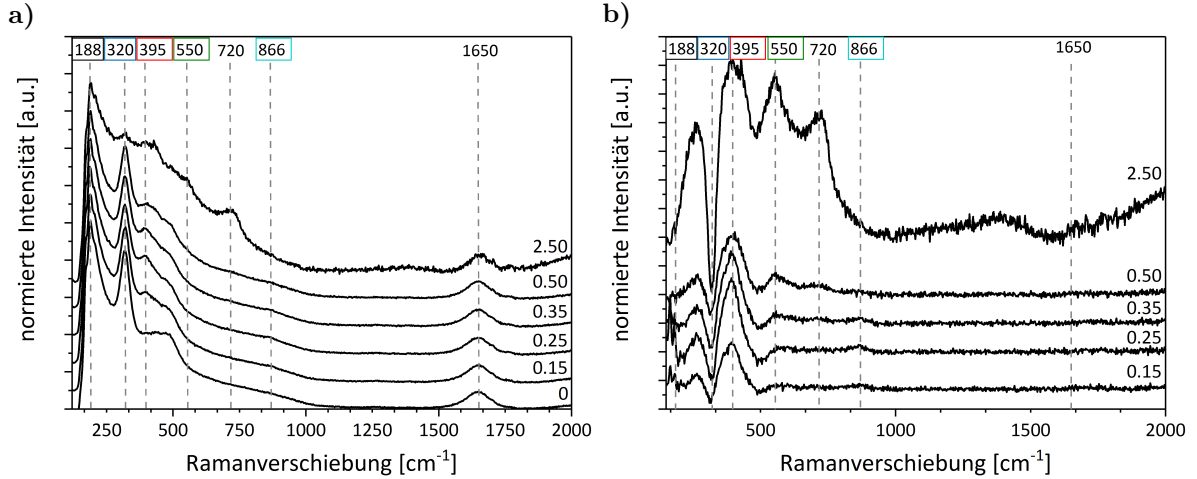 a)
188 320 395 550 720 866 1650
normierte Intensität [a.u.]
2.50
0.50
0.35
0.25
0.15
0
250 500 750 1000 1250 1500 1750 2000
Ramanverschiebung [cm⁻¹]
b)
188 320 395 550 720 866 1650
normierte Intensität [a.u.]
2.50
0.50
0.35
0.25
0.15
500 1000 1500 2000
Ramanverschiebung [cm⁻¹]